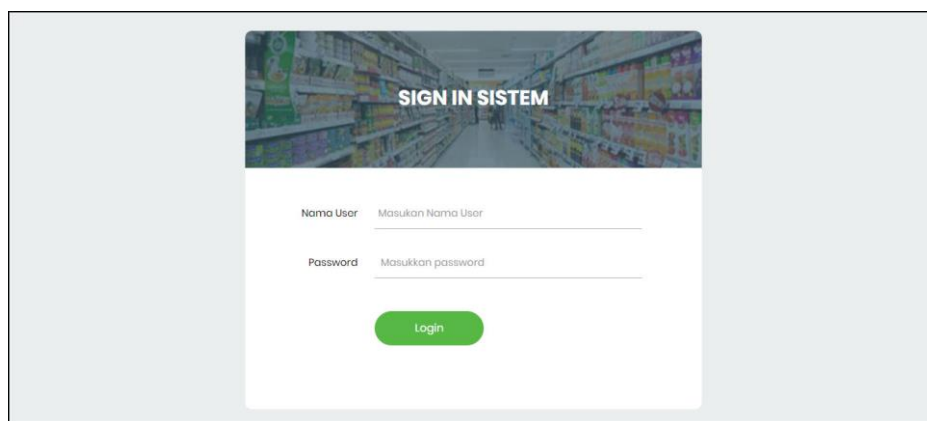 SIGN IN SISTEM
Nama User Masukan Nama User
Password Masukkan password
Login